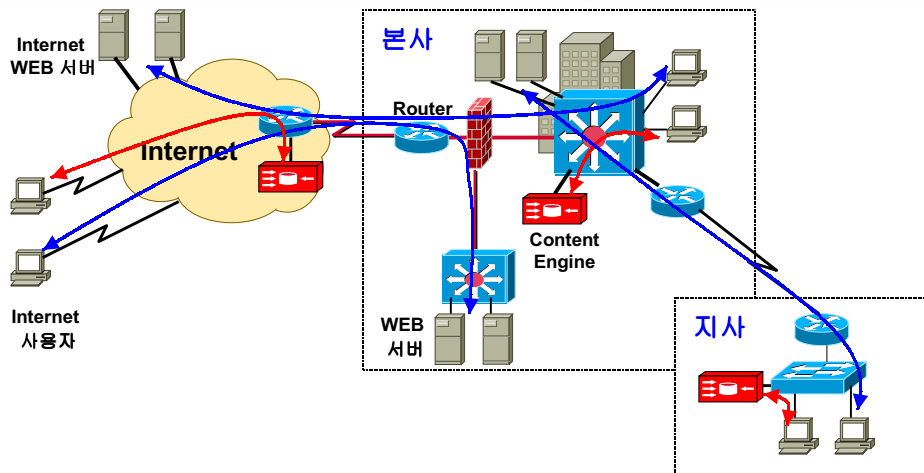 Internet
WEB 서버
본사
Router
Internet
Content
Engine
Internet
사용자
WEB
서버
지사